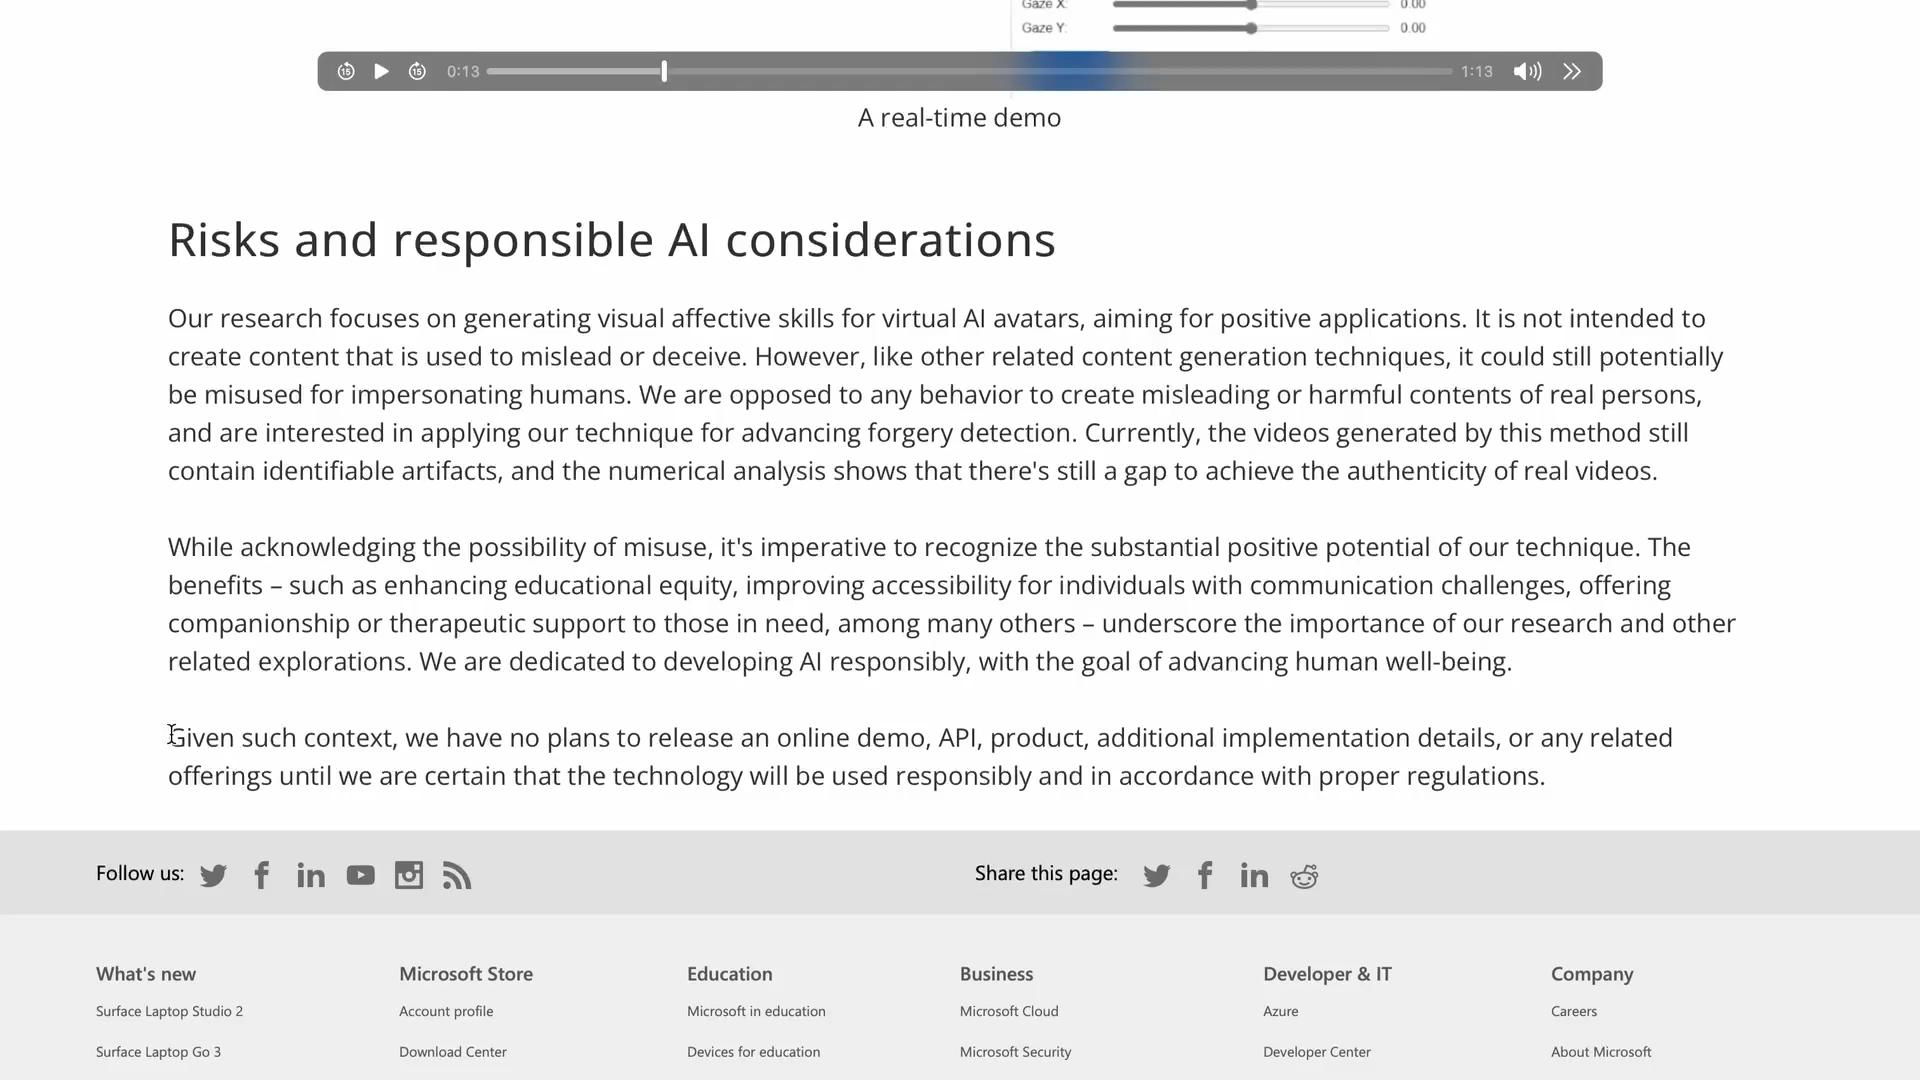 Gaze X: 0.00
Gaze Y: 0.00
15 15 0:13 1:13
A real-time demo
Risks and responsible AI considerations
Our research focuses on generating visual affective skills for virtual AI avatars, aiming for positive applications. It is not intended to
create content that is used to mislead or deceive. However, like other related content generation techniques, it could still potentially
be misused for impersonating humans. We are opposed to any behavior to create misleading or harmful contents of real persons,
and are interested in applying our technique for advancing forgery detection. Currently, the videos generated by this method still
contain identifiable artifacts, and the numerical analysis shows that there's still a gap to achieve the authenticity of real videos.
While acknowledging the possibility of misuse, it's imperative to recognize the substantial positive potential of our technique. The
benefits – such as enhancing educational equity, improving accessibility for individuals with communication challenges, offering
companionship or therapeutic support to those in need, among many others – underscore the importance of our research and other
related explorations. We are dedicated to developing AI responsibly, with the goal of advancing human well-being.
Given such context, we have no plans to release an online demo, API, product, additional implementation details, or any related
offerings until we are certain that the technology will be used responsibly and in accordance with proper regulations.
Follow us:
Share this page:
What's new
Surface Laptop Studio 2
Surface Laptop Go 3
Microsoft Store
Account profile
Download Center
Education
Microsoft in education
Devices for education
Business
Microsoft Cloud
Microsoft Security
Developer & IT
Azure
Developer Center
Company
Careers
About Microsoft